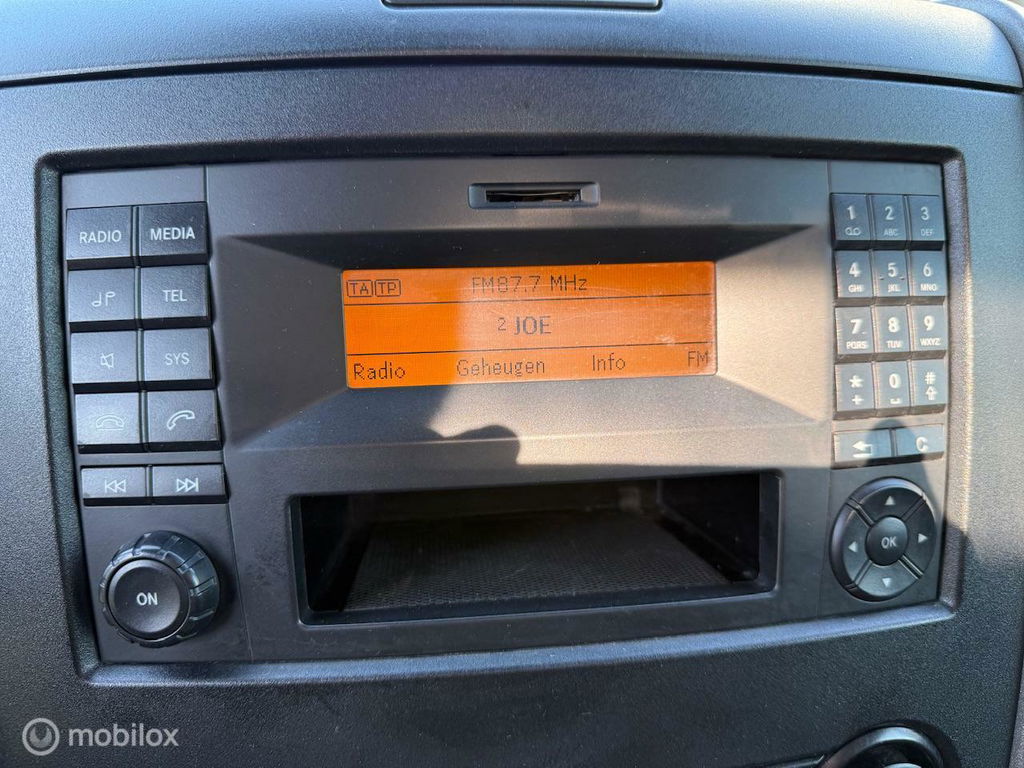 RADIO MEDIA
TEL
SYS
ON
TA TP FM87.7 MHz
2 JOE
Radio Geheugen Info FM
1 2 3
ABC DEF
4 5 6
GHI JKL MNO
7 8 9
PQRS TUV WXYZ
* 0 #
+
C
OK
mobilox